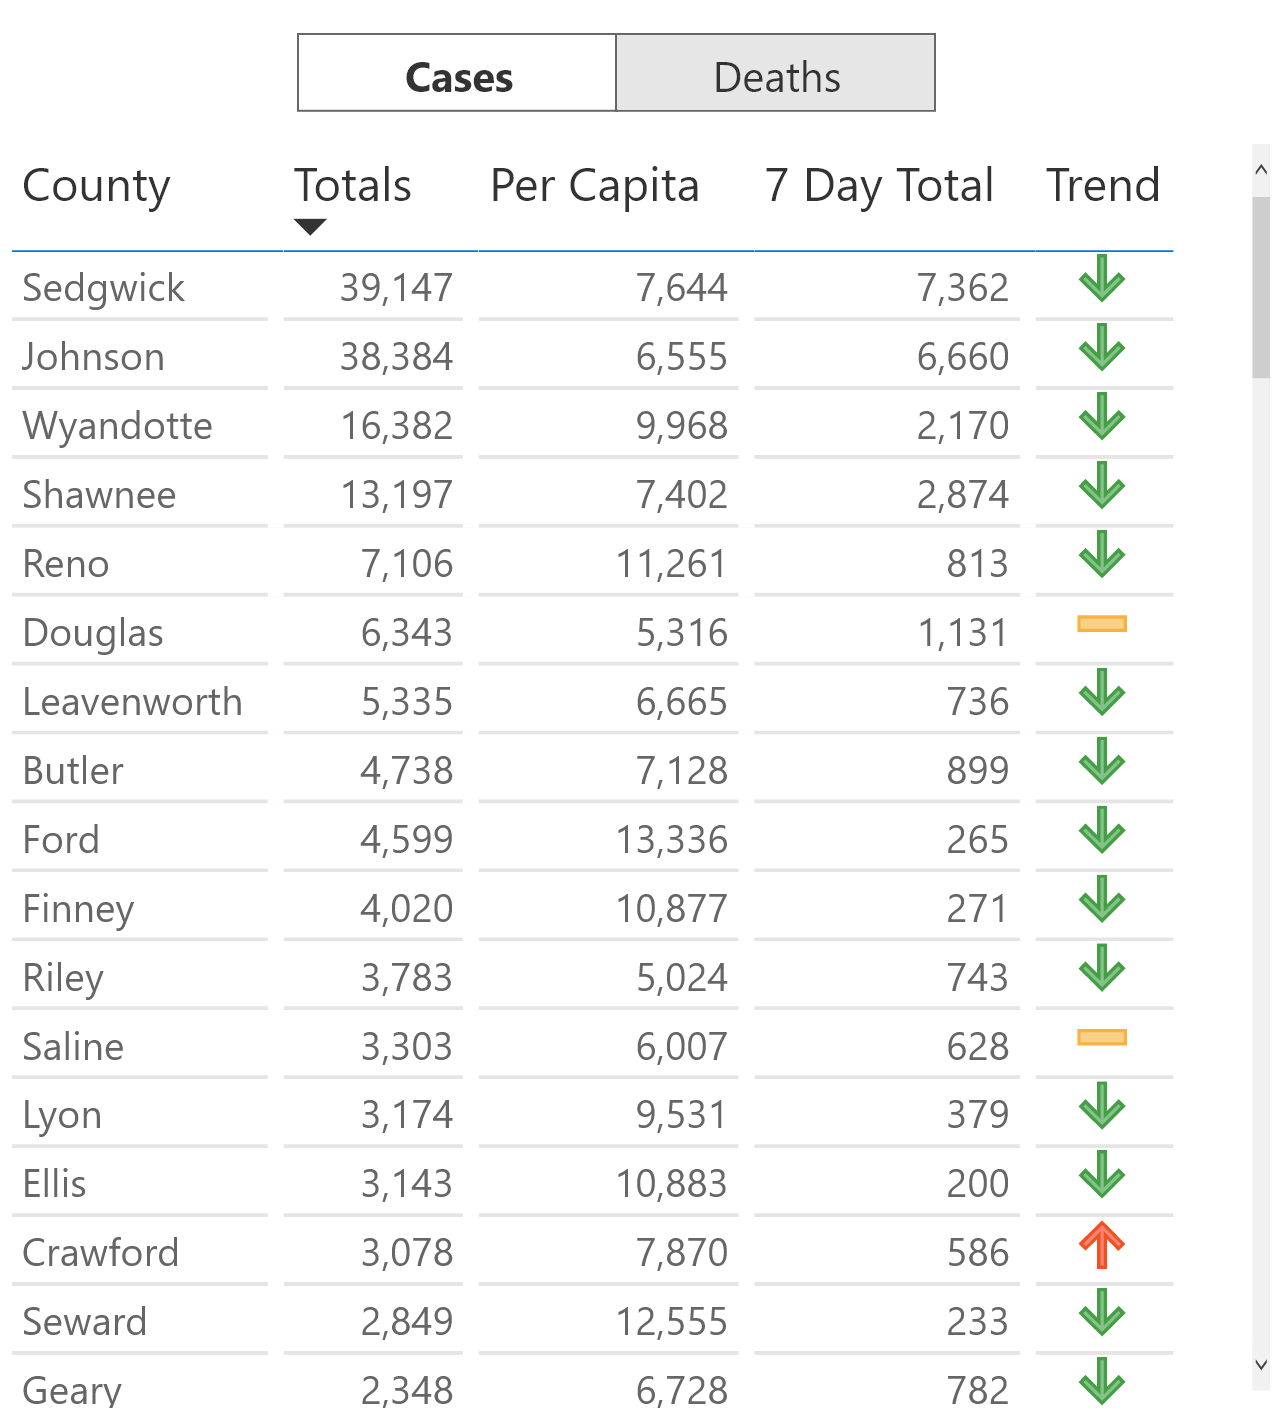 Cases Deaths
County Totals Per Capita 7 Day Total Trend
Sedgwick 39,147 7,644 7,362
Johnson 38,384 6,555 6,660
Wyandotte 16,382 9,968 2,170
Shawnee 13,197 7,402 2,874
Reno 7,106 11,261 813
Douglas 6,343 5,316 1,131
Leavenworth 5,335 6,665 736
Butler 4,738 7,128 899
Ford 4,599 13,336 265
Finney 4,020 10,877 271
Riley 3,783 5,024 743
Saline 3,303 6,007 628
Lyon 3,174 9,531 379
Ellis 3,143 10,883 200
Crawford 3,078 7,870 586
Seward 2,849 12,555 233
Geary 2,348 6,728 782